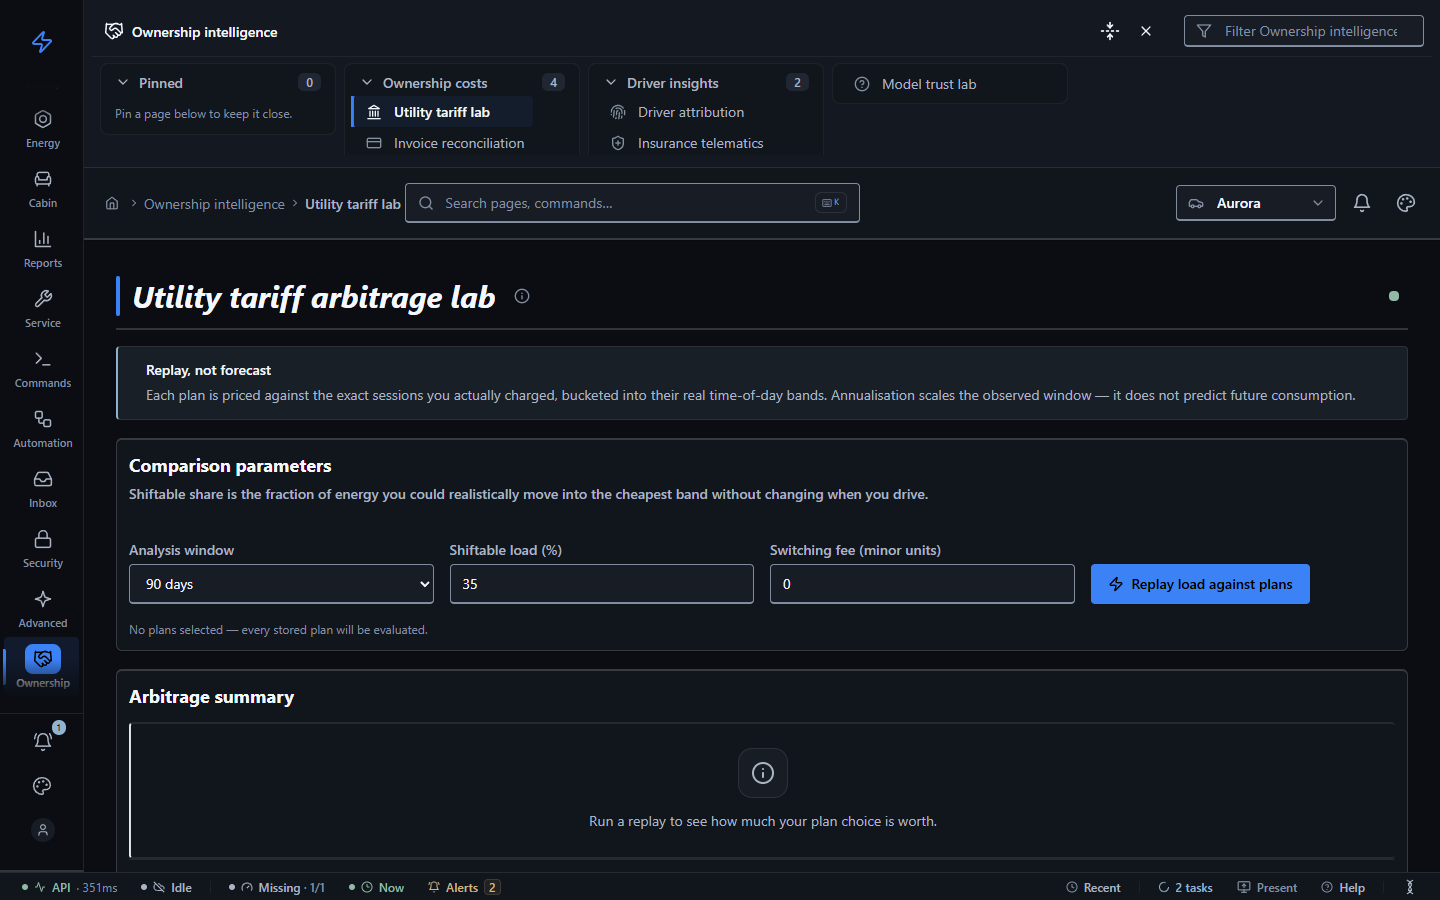 Ownership intelligence
Filter Ownership intelligence
Pinned 0
Pin a page below to keep it close.
Ownership costs 4
Utility tariff lab
Invoice reconciliation
Driver insights 2
Driver attribution
Insurance telematics
Model trust lab
Energy
Cabin
Reports
Service
Commands
Automation
Inbox
Security
Advanced
Ownership
1
Ownership intelligence
Utility tariff lab
Search pages, commands...
K
Aurora
Utility tariff arbitrage lab
Replay, not forecast
Each plan is priced against the exact sessions you actually charged, bucketed into their real time-of-day bands. Annualisation scales the observed window — it does not predict future consumption.
Comparison parameters
Shiftable share is the fraction of energy you could realistically move into the cheapest band without changing when you drive.
Analysis window
90 days
Shiftable load (%)
35
Switching fee (minor units)
0
Replay load against plans
No plans selected — every stored plan will be evaluated.
Arbitrage summary
Run a replay to see how much your plan choice is worth.
API · 351ms
Idle
Missing · 1/1
Now
Alerts 2
Recent
2 tasks
Present
Help